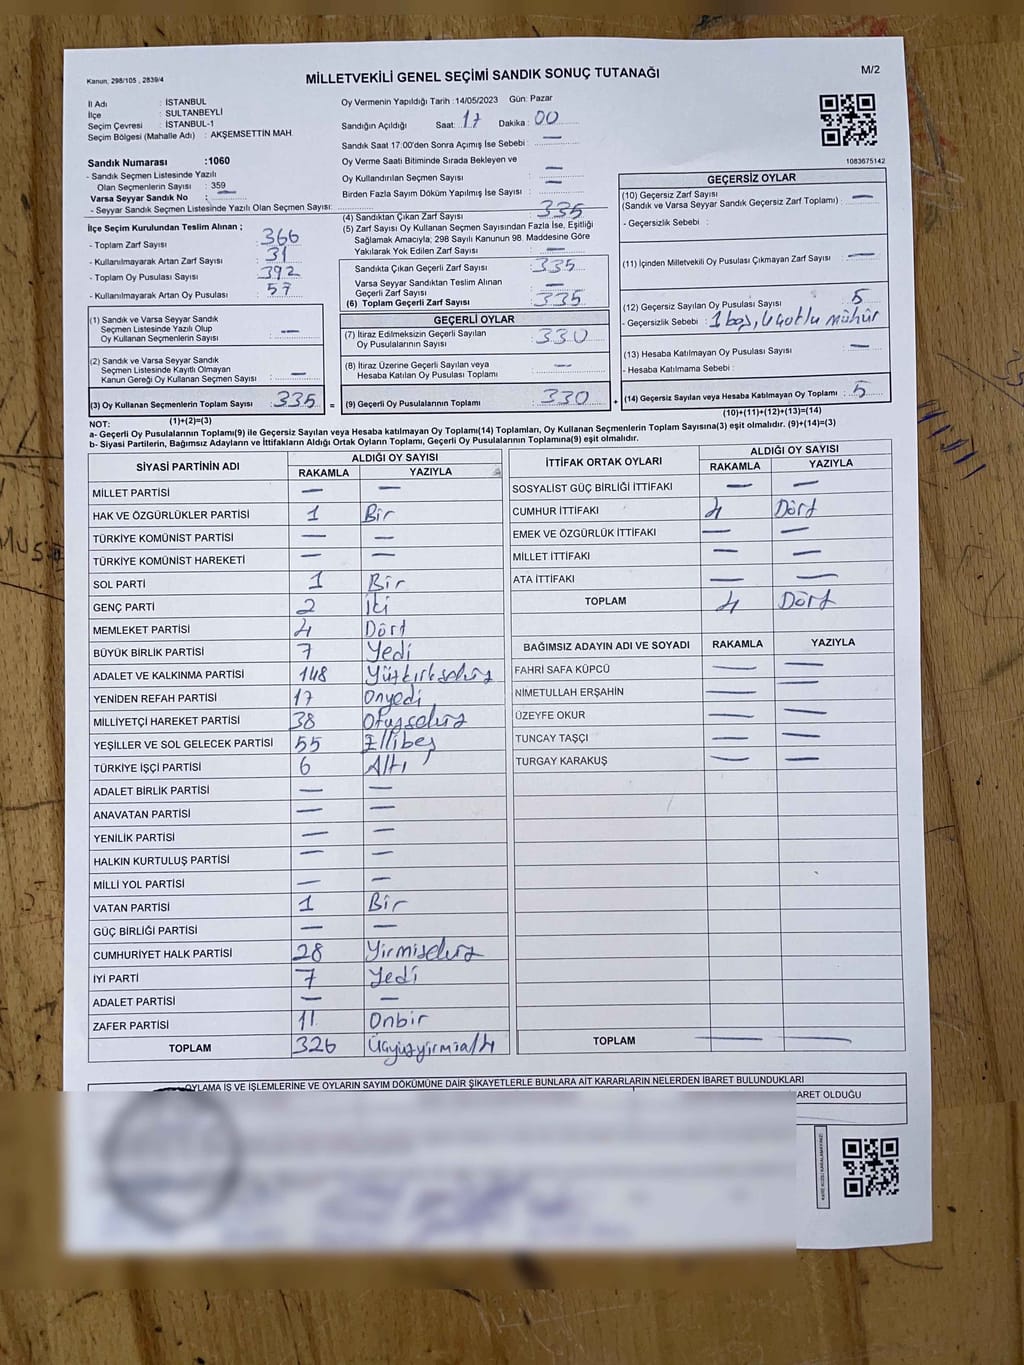 Kanun, 298/105 , 2839/4
MİLLETVEKİLİ GENEL SEÇİMİ SANDIK SONUÇ TUTANAĞI
M/2
İl Adı : İSTANBUL
İlçe : SULTANBEYLİ
Seçim Çevresi : İSTANBUL-1
Seçim Bölgesi (Mahalle Adı) : AKŞEMSETTİN MAH.
Oy Vermenin Yapıldığı Tarih : 14/05/2023 Gün: Pazar
Sandığın Açıldığı Saat: 17 Dakika: 00
Sandık Saat 17:00'den Sonra Açımış İse Sebebi : —
Oy Verme Saati Bitiminde Sırada Bekleyen ve
Oy Kullandırılan Seçmen Sayısı : —
Birden Fazla Sayım Döküm Yapılmış İse Sayısı : —
1083675142
Sandık Numarası :1060
- Sandık Seçmen Listesinde Yazılı
Olan Seçmenlerin Sayısı : 359
Varsa Seyyar Sandık No : —
- Seyyar Sandık Seçmen Listesinde Yazılı Olan Seçmen Sayısı:
İlçe Seçim Kurulundan Teslim Alınan ;
- Toplam Zarf Sayısı : 366
- Kullanılmayarak Artan Zarf Sayısı : 31
- Toplam Oy Pusulası Sayısı : 392
- Kullanılmayarak Artan Oy Pusulası : 57
(1) Sandık ve Varsa Seyyar Sandık
Seçmen Listesinde Yazılı Olup
Oy Kullanan Seçmenlerin Sayısı : —
(2) Sandık ve Varsa Seyyar Sandık
Seçmen Listesinde Kayıtlı Olmayan
Kanun Gereği Oy Kullanan Seçmen Sayısı : —
(3) Oy Kullanan Seçmenlerin Toplam Sayısı : 335 =
(1)+(2)=(3)
(4) Sandıktan Çıkan Zarf Sayısı : 335
(5) Zarf Sayısı Oy Kullanan Seçmen Sayısından Fazla İse, Eşitliği
Sağlamak Amacıyla; 298 Sayılı Kanunun 98. Maddesine Göre
Yakılarak Yok Edilen Zarf Sayısı : —
Sandıkta Çıkan Geçerli Zarf Sayısı : 335
Varsa Seyyar Sandıktan Teslim Alınan
Geçerli Zarf Sayısı : —
(6) Toplam Geçerli Zarf Sayısı : 335
GEÇERLİ OYLAR
(7) İtiraz Edilmeksizin Geçerli Sayılan
Oy Pusulalarının Sayısı : 330
(8) İtiraz Üzerine Geçerli Sayılan veya
Hesaba Katılan Oy Pusulası Toplamı : —
(9) Geçerli Oy Pusulalarının Toplamı : 330 +
GEÇERSİZ OYLAR
(10) Geçersiz Zarf Sayısı
(Sandık ve Varsa Seyyar Sandık Geçersiz Zarf Toplamı) : —
- Geçersizlik Sebebi :
(11) İçinden Milletvekili Oy Pusulası Çıkmayan Zarf Sayısı : —
(12) Geçersiz Sayılan Oy Pusulası Sayısı : 5
- Geçersizlik Sebebi : 1 boş, 4 çoklu mühür
(13) Hesaba Katılmayan Oy Pusulası Sayısı : —
- Hesaba Katılmama Sebebi :
(14) Geçersiz Sayılan veya Hesaba Katılmayan Oy Toplamı : 5
(10)+(11)+(12)+(13)=(14)
NOT:
a- Geçerli Oy Pusulalarının Toplamı(9) ile Geçersiz Sayılan veya Hesaba katılmayan Oy Toplamı(14) Toplamları, Oy Kullanan Seçmenlerin Toplam Sayısına(3) eşit olmalıdır. (9)+(14)=(3)
b- Siyasi Partilerin, Bağımsız Adayların ve İttifakların Aldığı Ortak Oyların Toplamı, Geçerli Oy Pusulalarının Toplamına(9) eşit olmalıdır.
SİYASİ PARTİNİN ADI ALDIĞI OY SAYISI
RAKAMLA YAZIYLA
MİLLET PARTİSİ — —
HAK VE ÖZGÜRLÜKLER PARTİSİ 1 Bir
TÜRKİYE KOMÜNİST PARTİSİ — —
TÜRKİYE KOMÜNİST HAREKETİ — —
SOL PARTİ 1 Bir
GENÇ PARTİ 2 İki
MEMLEKET PARTİSİ 4 Dört
BÜYÜK BİRLİK PARTİSİ 7 Yedi
ADALET VE KALKINMA PARTİSİ 148 Yüzkırksekiz
YENİDEN REFAH PARTİSİ 17 Onyedi
MİLLİYETÇİ HAREKET PARTİSİ 38 Otuzsekiz
YEŞİLLER VE SOL GELECEK PARTİSİ 55 Ellibeş
TÜRKİYE İŞÇİ PARTİSİ 6 Altı
ADALET BİRLİK PARTİSİ — —
ANAVATAN PARTİSİ — —
YENİLİK PARTİSİ — —
HALKIN KURTULUŞ PARTİSİ — —
MİLLİ YOL PARTİSİ — —
VATAN PARTİSİ 1 Bir
GÜÇ BİRLİĞİ PARTİSİ — —
CUMHURİYET HALK PARTİSİ 28 Yirmisekiz
İYİ PARTİ 7 Yedi
ADALET PARTİSİ — —
ZAFER PARTİSİ 11 Onbir
TOPLAM 326 Üçyüzyirmialtı
İTTİFAK ORTAK OYLARI ALDIĞI OY SAYISI
RAKAMLA YAZIYLA
SOSYALİST GÜÇ BİRLİĞİ İTTİFAKI — —
CUMHUR İTTİFAKI 4 Dört
EMEK VE ÖZGÜRLÜK İTTİFAKI — —
MİLLET İTTİFAKI — —
ATA İTTİFAKI — —
TOPLAM 4 Dört
BAĞIMSIZ ADAYIN ADI VE SOYADI RAKAMLA YAZIYLA
FAHRİ SAFA KÜPCÜ — —
NİMETULLAH ERŞAHİN — —
ÜZEYFE OKUR — —
TUNCAY TAŞÇI — —
TURGAY KARAKUŞ — —
TOPLAM — —
OYLAMA İŞ VE İŞLEMLERİNE VE OYLARIN SAYIM DÖKÜMÜNE DAİR ŞİKAYETLERLE BUNLARA AİT KARARLARIN NELERDEN İBARET BULUNDUKLARI
ARET OLDUĞU